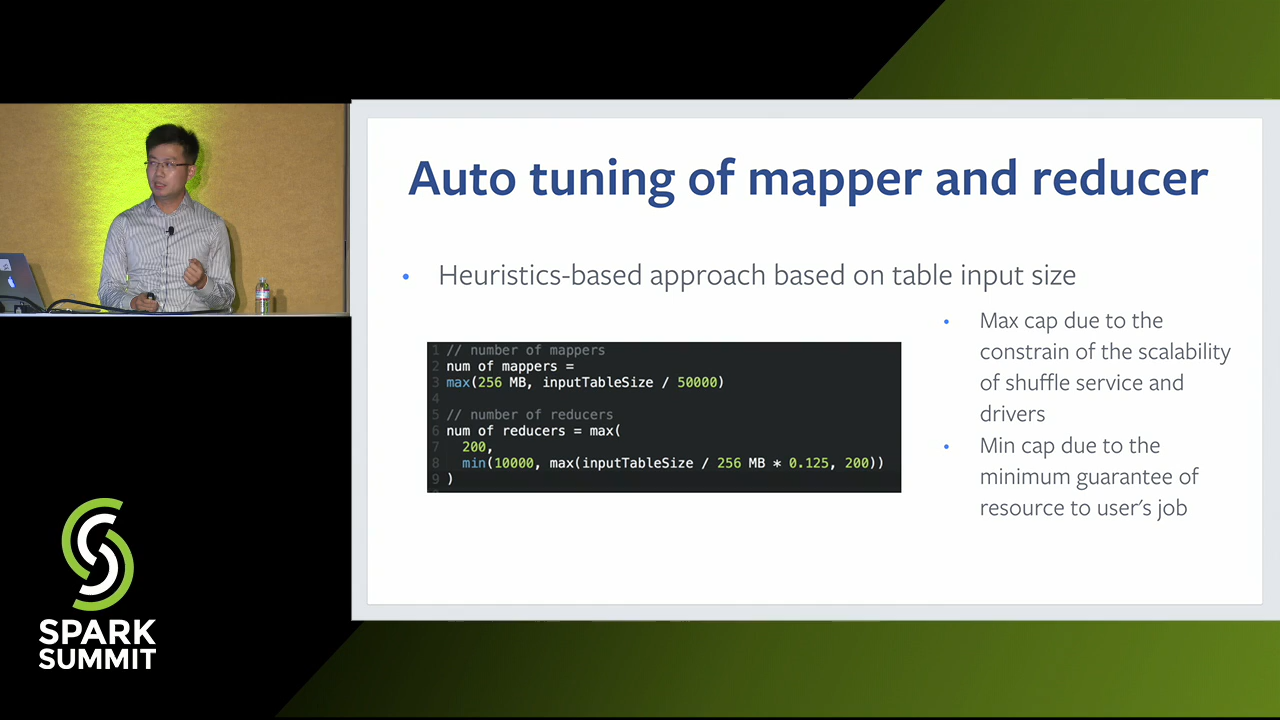 Auto tuning of mapper and reducer
• Heuristics-based approach based on table input size
1 // number of mappers
2 num of mappers =
3 max(256 MB, inputTableSize / 50000)
4
5 // number of reducers
6 num of reducers = max(
7 200,
8 min(10000, max(inputTableSize / 256 MB * 0.125, 200))
9 )
• Max cap due to the
constrain of the scalability
of shuffle service and
drivers
• Min cap due to the
minimum guarantee of
resource to user's job
SPARK
SUMMIT